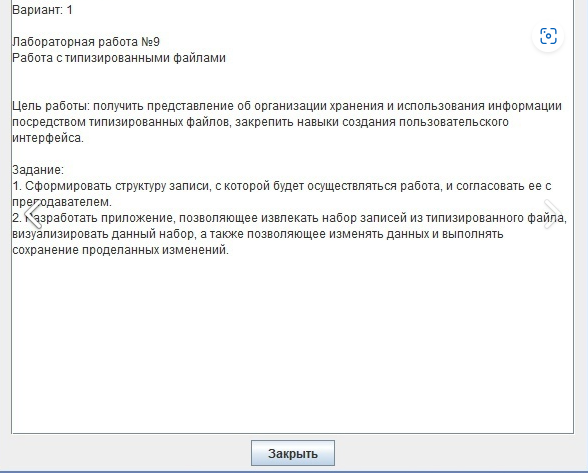 Вариант: 1
Лабораторная работа №9
Работа с типизированными файлами
Цель работы: получить представление об организации хранения и использования информации
посредством типизированных файлов, закрепить навыки создания пользовательского
интерфейса.
Задание:
1. Сформировать структуру записи, с которой будет осуществляться работа, и согласовать ее с
преподавателем.
2. Разработать приложение, позволяющее извлекать набор записей из типизированного файла,
визуализировать данный набор, а также позволяющее изменять данных и выполнять
сохранение проделанных изменений.
Закрыть